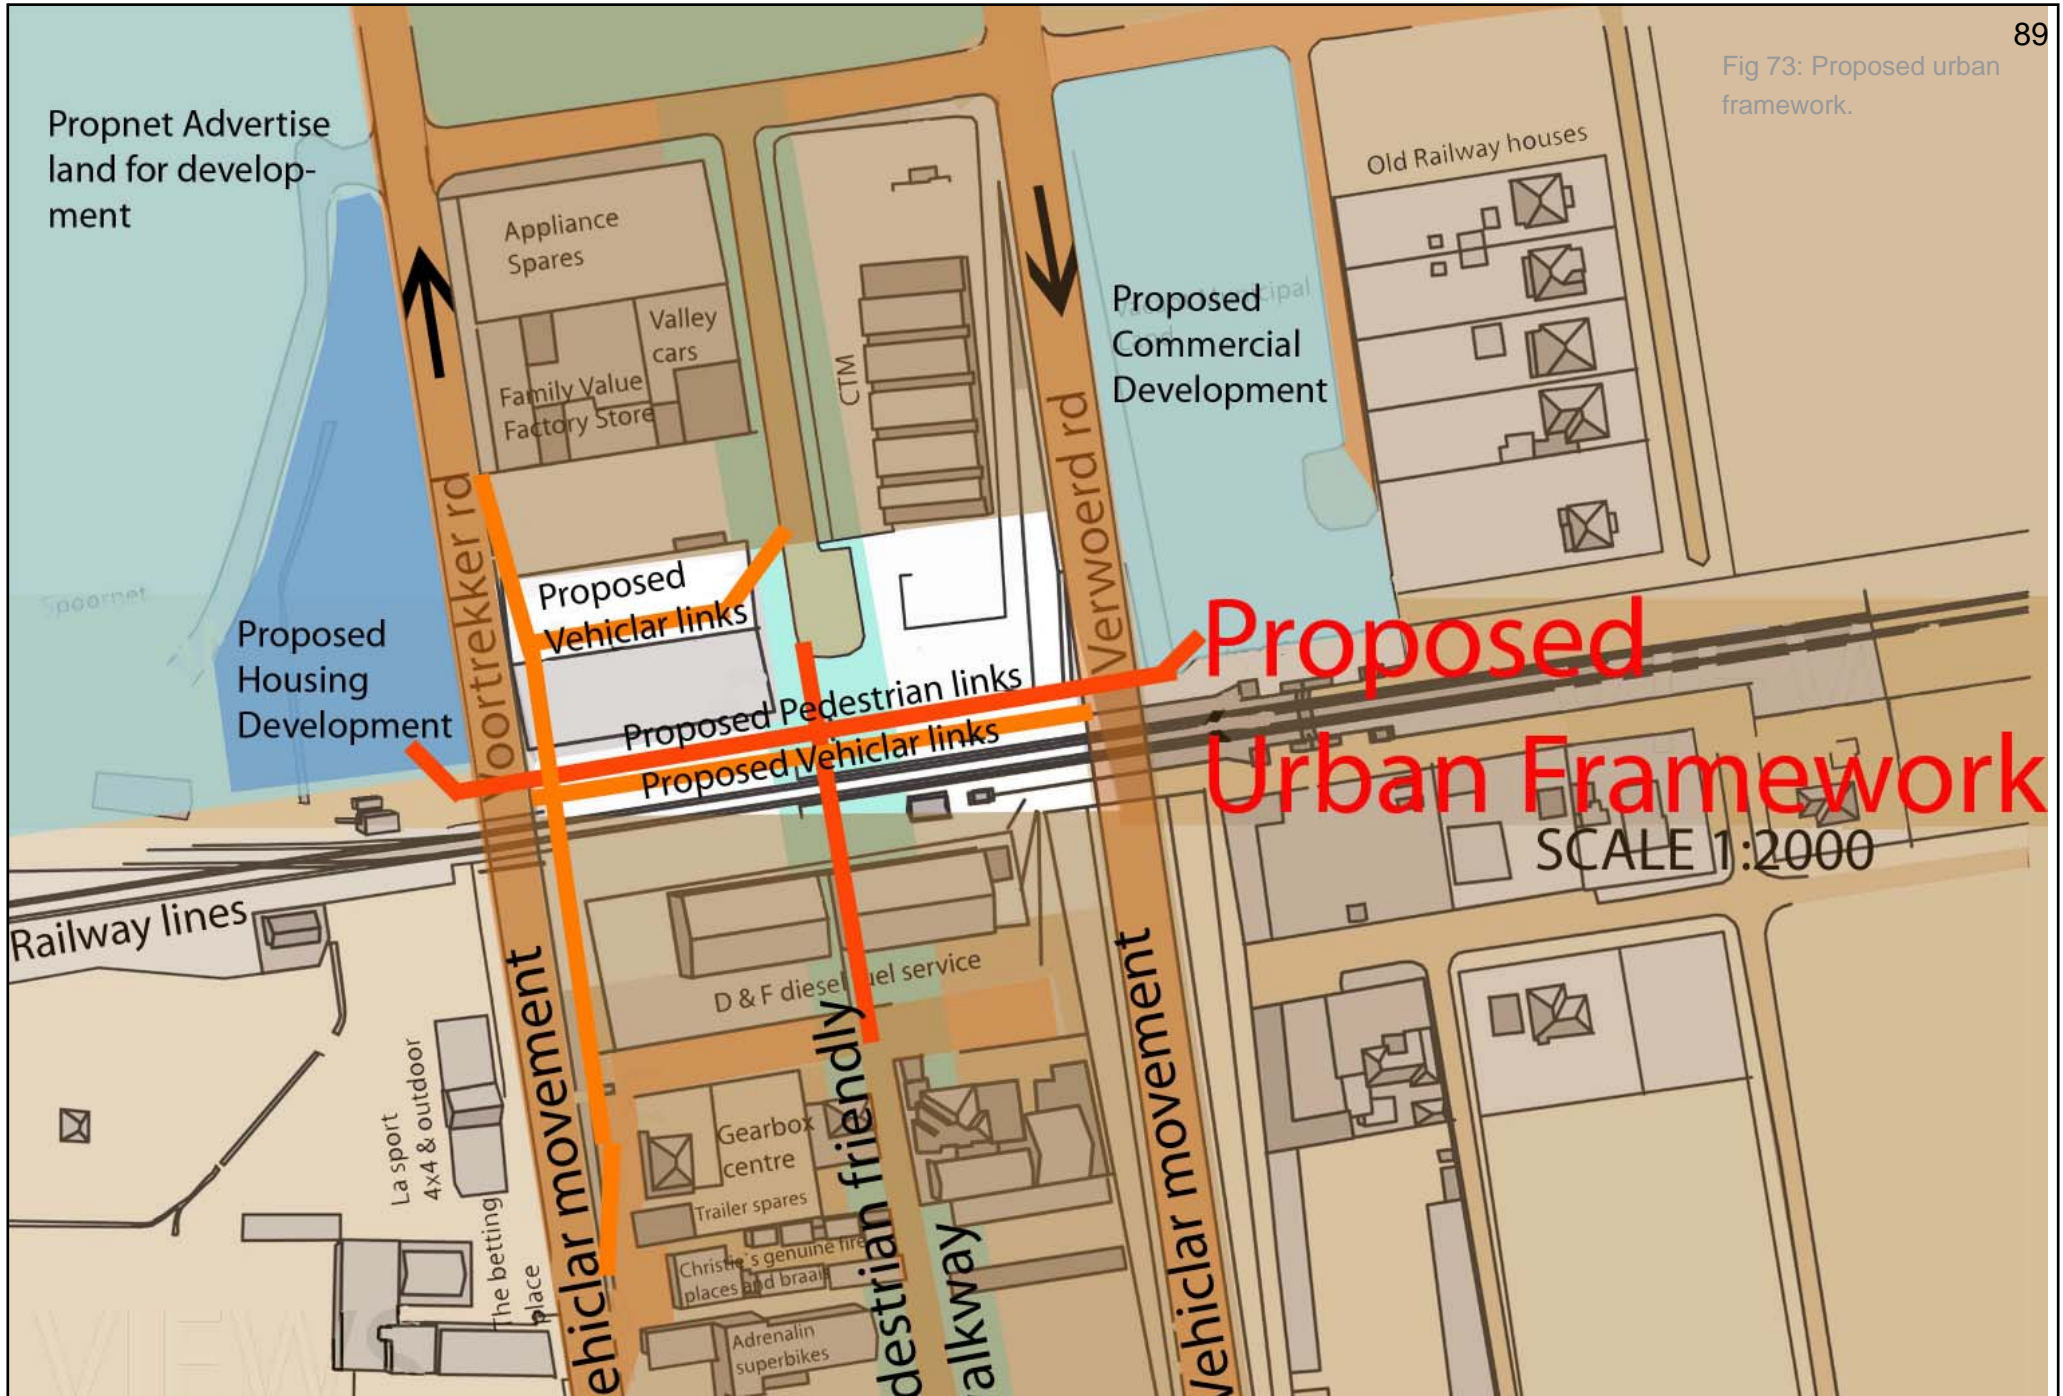 89
Fig 73: Proposed urban
framework.
Propnet Advertise
land for develop-
ment
Old Railway houses
Appliance
Spares
Valley
cars
Family Value
Factory Store
CTM
Proposed
Commercial
Development
Voortrekker rd
Verwoerd rd
Spoornet
Proposed
Housing
Development
Proposed
Vehiclar links
Proposed Pedestrian links
Proposed Vehiclar links
Proposed
Urban Framework
SCALE 1:2000
Railway lines
D & F diesel fuel service
La sport
4x4 & outdoor
The betting
place
ehiclar movement
Gearbox
centre
Trailer spares
Christie's genuine fire
places and braais
Adrenalin
superbikes
destrian friendly
alkway
Vehiclar movement
VIEWS